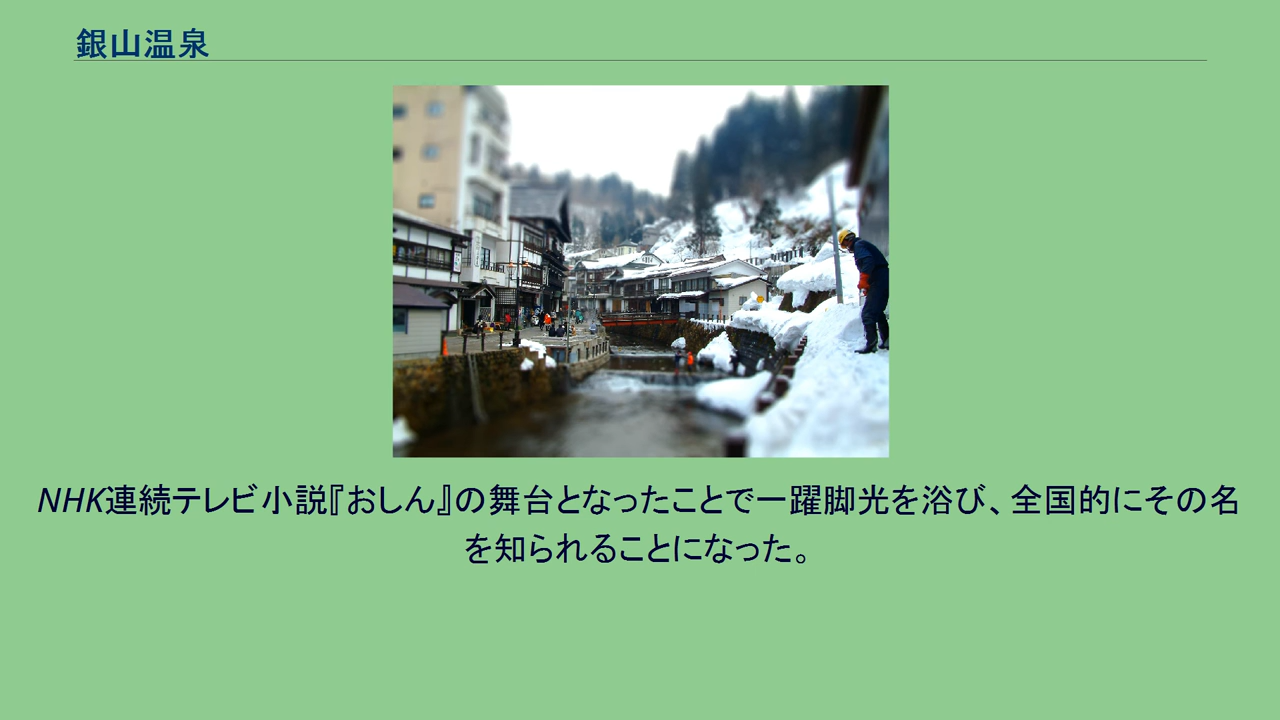 銀山温泉
NHK連続テレビ小説『おしん』の舞台となったことで一躍脚光を浴び、全国的にその名
を知られることになった。